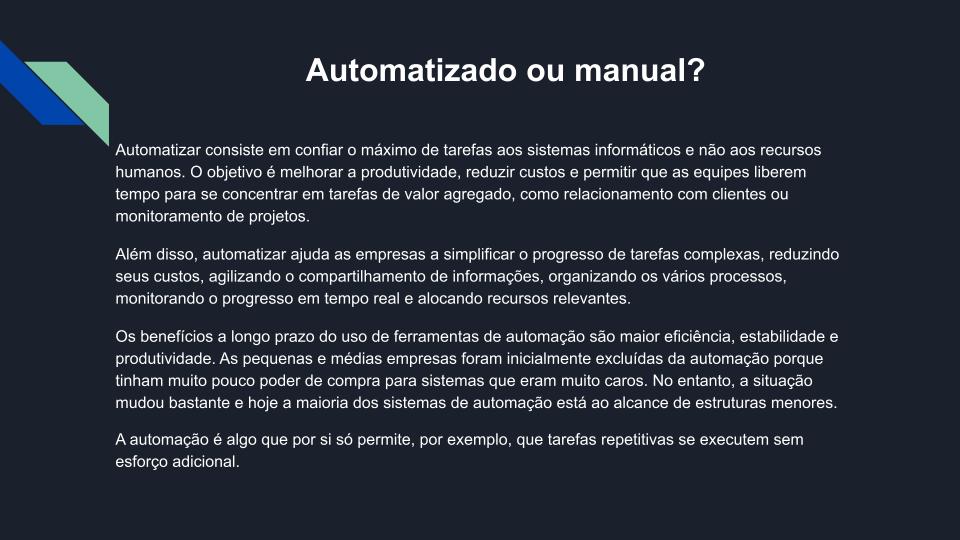 Automatizado ou manual?
Automatizar consiste em confiar o máximo de tarefas aos sistemas informáticos e não aos recursos
humanos. O objetivo é melhorar a produtividade, reduzir custos e permitir que as equipes liberem
tempo para se concentrar em tarefas de valor agregado, como relacionamento com clientes ou
monitoramento de projetos.
Além disso, automatizar ajuda as empresas a simplificar o progresso de tarefas complexas, reduzindo
seus custos, agilizando o compartilhamento de informações, organizando os vários processos,
monitorando o progresso em tempo real e alocando recursos relevantes.
Os benefícios a longo prazo do uso de ferramentas de automação são maior eficiência, estabilidade e
produtividade. As pequenas e médias empresas foram inicialmente excluídas da automação porque
tinham muito pouco poder de compra para sistemas que eram muito caros. No entanto, a situação
mudou bastante e hoje a maioria dos sistemas de automação está ao alcance de estruturas menores.
A automação é algo que por si só permite, por exemplo, que tarefas repetitivas se executem sem
esforço adicional.